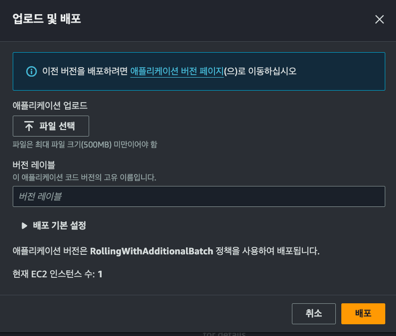 업로드 및 배포
이전 버전을 배포하려면 애플리케이션 버전 페이지(으)로 이동하십시오
애플리케이션 업로드
파일 선택
파일은 최대 파일 크기(500MB) 미만이어야 함
버전 레이블
이 애플리케이션 코드 버전의 고유 이름입니다.
버전 레이블
배포 기본 설정
애플리케이션 버전은 RollingWithAdditionalBatch 정책을 사용하여 배포됩니다.
현재 EC2 인스턴스 수: 1
취소
배포